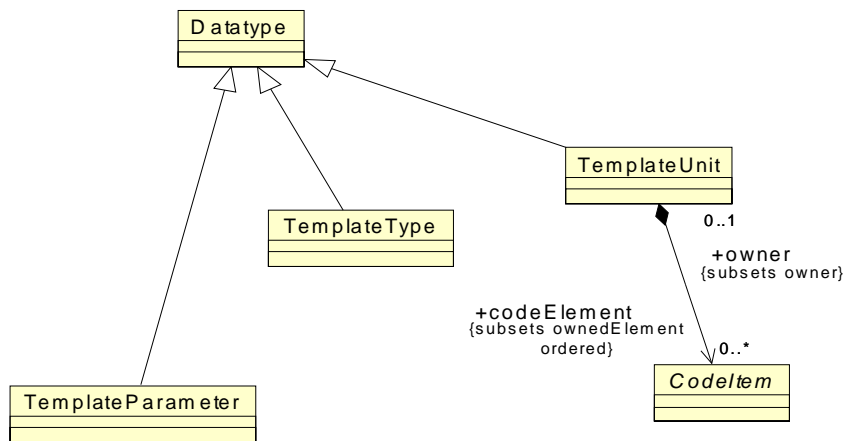 Datatype
TemplateUnit
0..1
TemplateType
+owner
{subsets owner}
+codeElement
{subsets ownedElement
ordered}
0..*
CodeItem
TemplateParameter